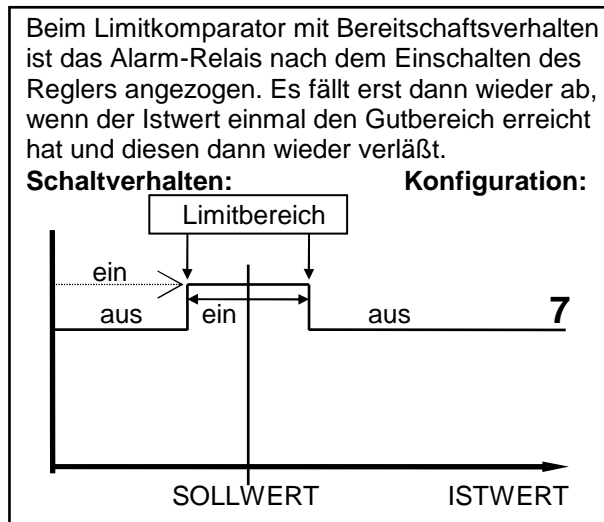 Beim Limitkomparator mit Bereitschaftsverhalten
ist das Alarm-Relais nach dem Einschalten des
Reglers angezogen. Es fällt erst dann wieder ab,
wenn der Istwert einmal den Gutbereich erreicht
hat und diesen dann wieder verläßt.
Schaltverhalten: Konfiguration:
Limitbereich
ein
aus ein aus 7
SOLLWERT ISTWERT